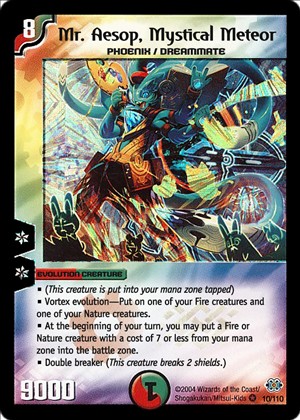 8
Mr. Aesop, Mystical Meteor
PHOENIX / DREAMMATE
EVOLUTION CREATURE
▪ (This creature is put into your mana zone tapped)
▪ Vortex evolution—Put on one of your Fire creatures and
one of your Nature creatures.
▪ At the beginning of your turn, you may put a Fire or
Nature creature with a cost of 7 or less from your mana
zone into the battle zone.
▪ Double breaker (This creature breaks 2 shields.)
9000
©2004 Wizards of the Coast/
Shogakukan/Mitsui-Kids
10/110